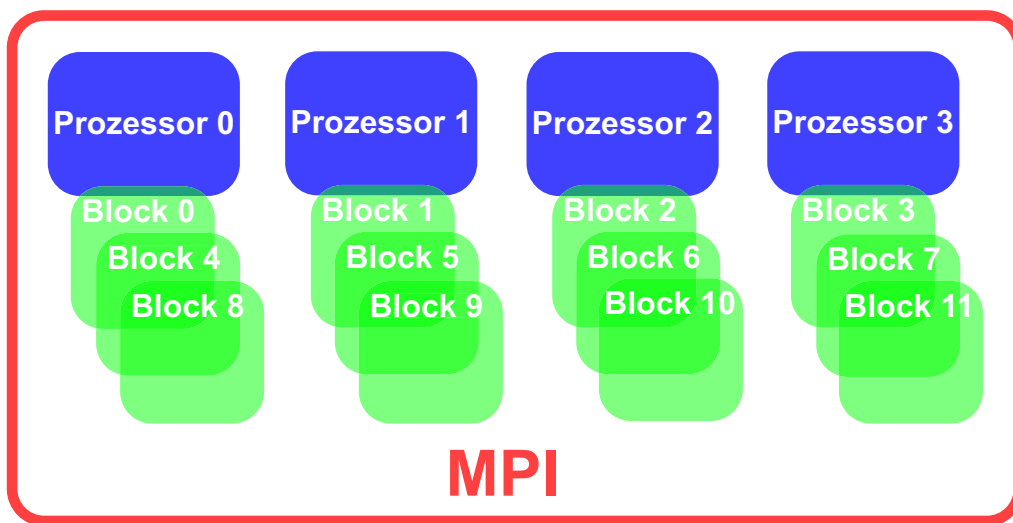 Prozessor 0
Prozessor 1
Prozessor 2
Prozessor 3
Block 0
Block 1
Block 2
Block 3
Block 4
Block 5
Block 6
Block 7
Block 8
Block 9
Block 10
Block 11
MPI